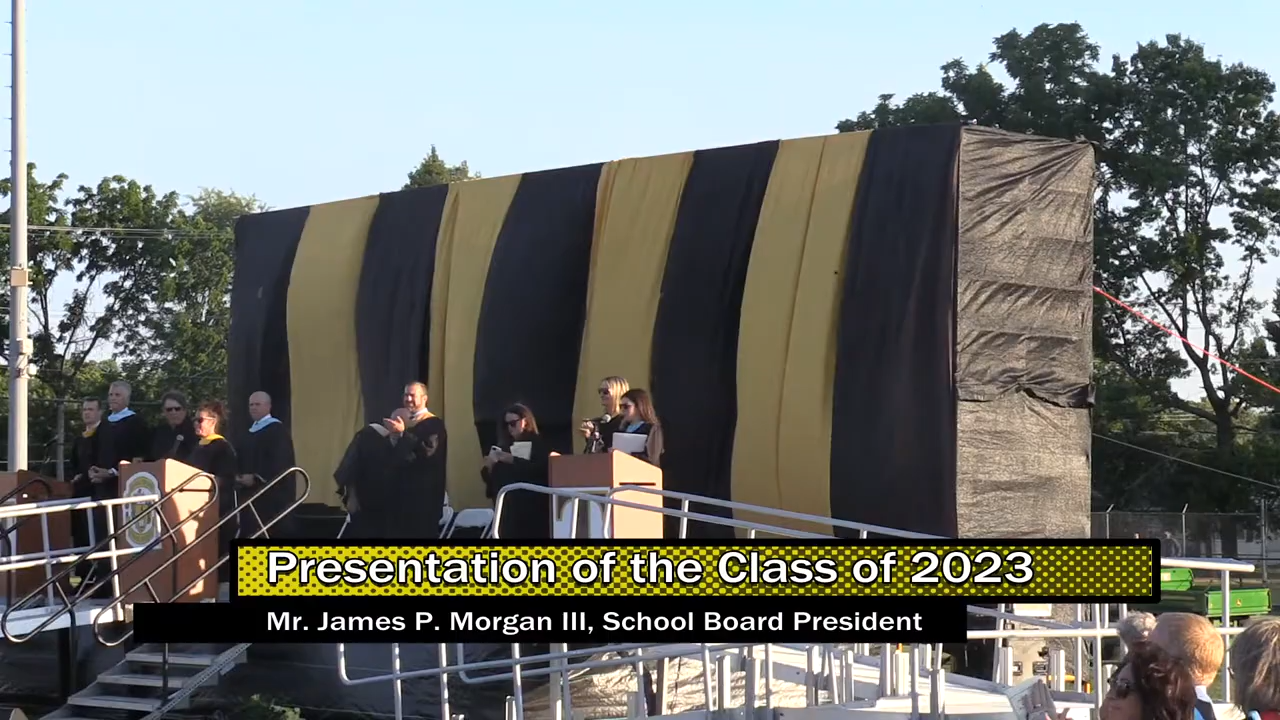 Presentation of the Class of 2023
Mr. James P. Morgan III, School Board President